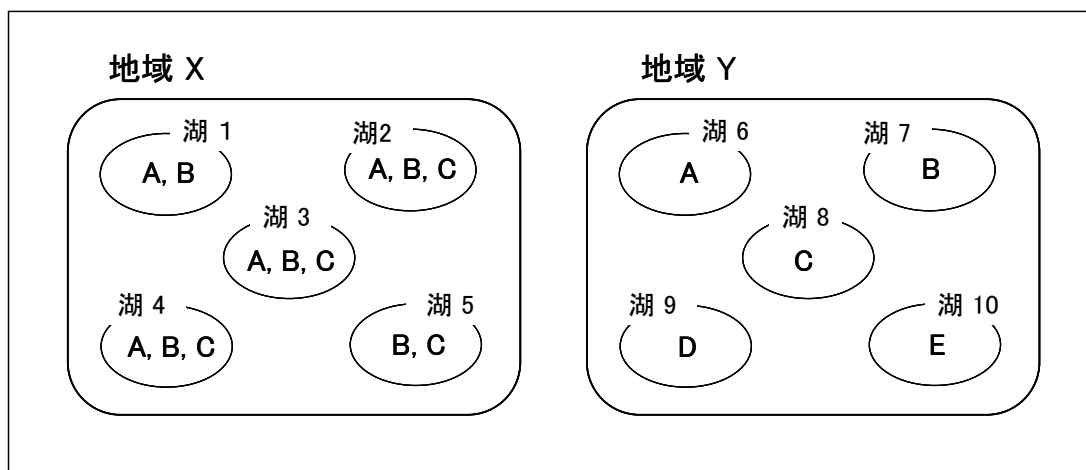 地域 X
湖 1
A, B
湖2
A, B, C
湖 3
A, B, C
湖 4
A, B, C
湖 5
B, C
地域 Y
湖 6
A
湖 7
B
湖 8
C
湖 9
D
湖 10
E